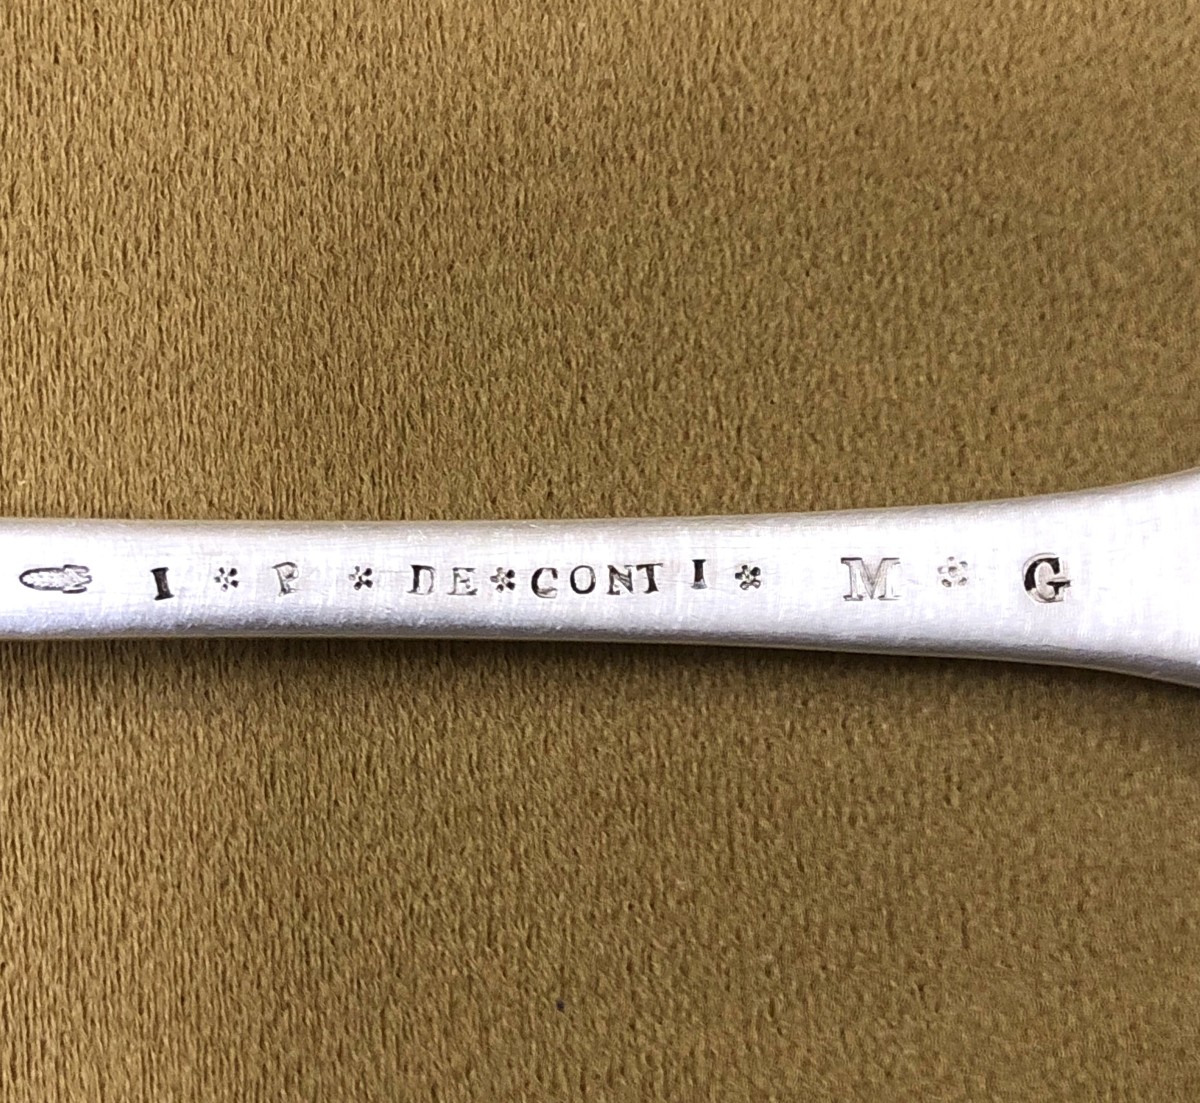 I * P * DE * CONTI * M * G